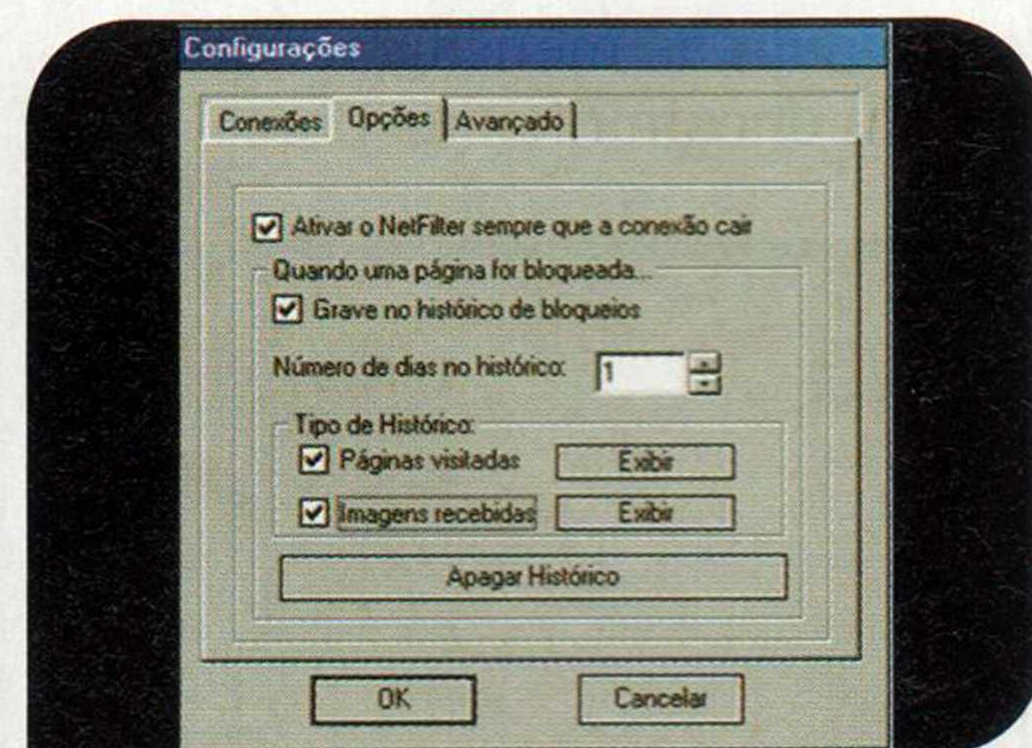 Configurações
Conexões Opções Avançado
Ativar o NetFilter sempre que a conexão cair
Quando uma página for bloqueada...
Grave no histórico de bloqueios
Número de dias no histórico: 1
Tipo de Histórico:
Páginas visitadas Exibir
Imagens recebidas Exibir
Apagar Histórico
OK Cancelar